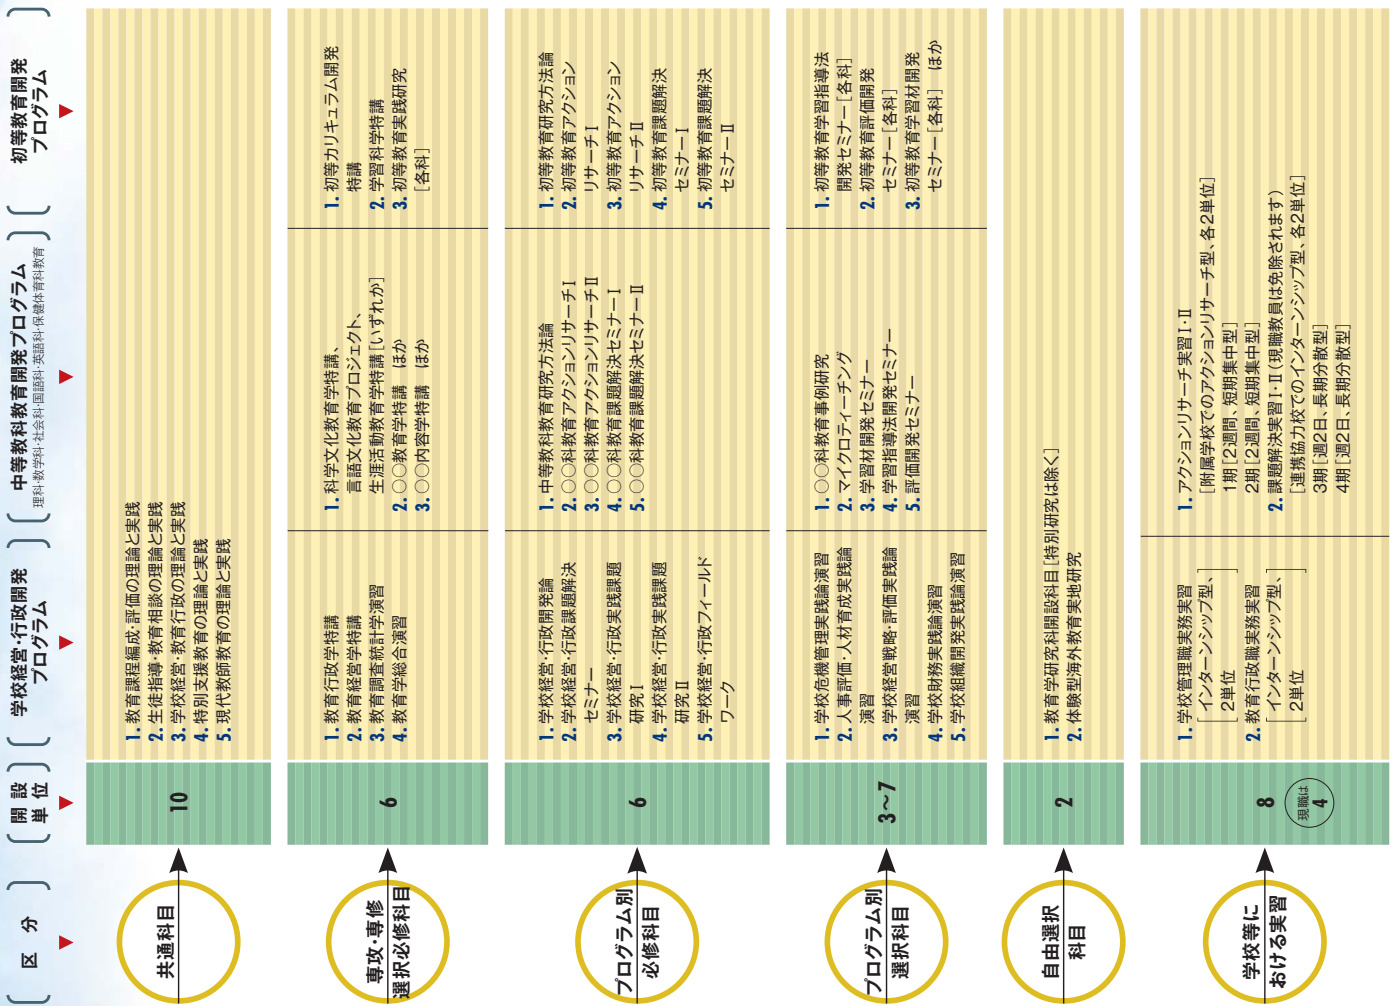 区 分
開 設
単 位
学校経営・行政開発
プログラム
中等教科教育開発プログラム
理科・数学科・社会科・国語科・英語科・保健体育科教育
初等教育開発
プログラム
共通科目
10
1. 教育課程編成・評価の理論と実践
2. 生徒指導・教育相談の理論と実践
3. 学校経営・教育行政の理論と実践
4. 特別支援教育の理論と実践
5. 現代教師教育の理論と実践
専攻・専修
選択必修科目
6
1. 教育行政学特講
2. 教育経営学特講
3. 教育調査統計学演習
4. 教育学総合演習
1. 科学文化教育学特講、
言語文化教育プロジェクト、
生涯活動教育学特講[いずれか]
2. ○○教育学特講 ほか
3. ○○内容学特講 ほか
1. 初等カリキュラム開発
特講
2. 学習科学特講
3. 初等教育実践研究
[各科]
プログラム別
必修科目
6
1. 学校経営・行政開発論
2. 学校経営・行政課題解決
セミナー
3. 学校経営・行政実践課題
研究Ⅰ
4. 学校経営・行政実践課題
研究Ⅱ
5. 学校経営・行政フィールド
ワーク
1. 中等教科教育研究方法論
2. ○○科教育アクションリサーチⅠ
3. ○○科教育アクションリサーチⅡ
4. ○○科教育課題解決セミナーⅠ
5. ○○科教育課題解決セミナーⅡ
1. 初等教育研究方法論
2. 初等教育アクション
リサーチⅠ
3. 初等教育アクション
リサーチⅡ
4. 初等教育課題解決
セミナーⅠ
5. 初等教育課題解決
セミナーⅡ
プログラム別
選択科目
3〜7
1. 学校危機管理実践論演習
2. 人事評価・人材育成実践論
演習
3. 学校経営戦略・評価実践論
演習
4. 学校財務実践論演習
5. 学校組織開発実践論演習
1. ○○科教育事例研究
2. マイクロティーチング
3. 学習材開発セミナー
4. 学習指導法開発セミナー
5. 評価開発セミナー
1. 初等教育学習指導法
開発セミナー[各科]
2. 初等教育評価開発
セミナー[各科]
3. 初等教育学習材開発
セミナー[各科] ほか
自由選択
科目
2
1. 教育学研究科開設科目[特別研究は除く]
2. 体験型海外教育実地研究
学校等に
おける実習
8
現職は
4
1. 学校管理職実務実習
[インターンシップ型、
2単位]
2. 教育行政職実務実習
[インターンシップ型、
2単位]
1. アクションリサーチ実習Ⅰ・Ⅱ
[附属学校でのアクションリサーチ型、各2単位]
1期[2週間、短期集中型]
2期[2週間、短期集中型]
2. 課題解決実習Ⅰ・Ⅱ(現職教員は免除されます)
[連携協力校でのインターンシップ型、各2単位]
3期[週2日、長期分散型]
4期[週2日、長期分散型]